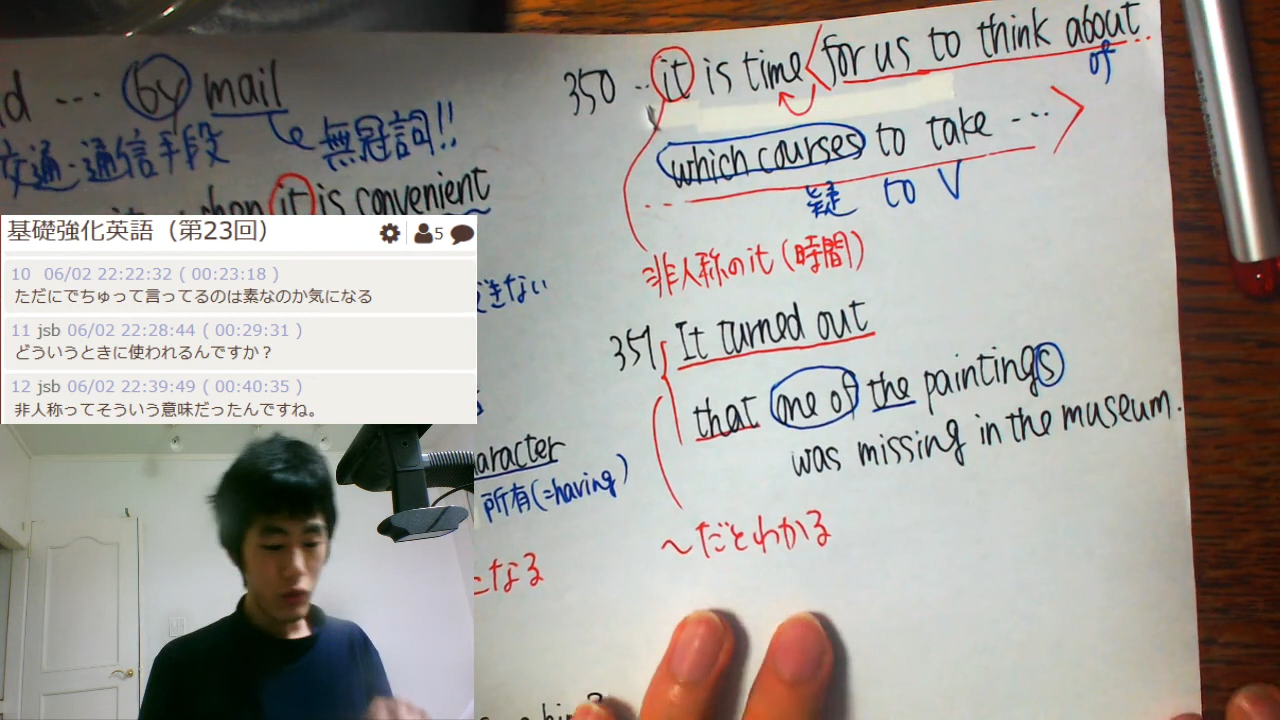 d ... by mail
無冠詞!!
交通・通信手段
it is convenient
できない
aracter
所有(=having)
になる
350 ... it is time for us to think about
of
which courses to take ...
疑 to V
非人称のit(時間)
351 It turned out
that one of the paintings
was missing in the museum.
~だとわかる
基礎強化英語(第23回)
5
10 06/02 22:22:32 ( 00:23:18 )
ただにでちゅって言ってるのは素なのか気になる
11 jsb 06/02 22:28:44 ( 00:29:31 )
どういうときに使われるんですか?
12 jsb 06/02 22:39:49 ( 00:40:35 )
非人称ってそういう意味だったんですね。